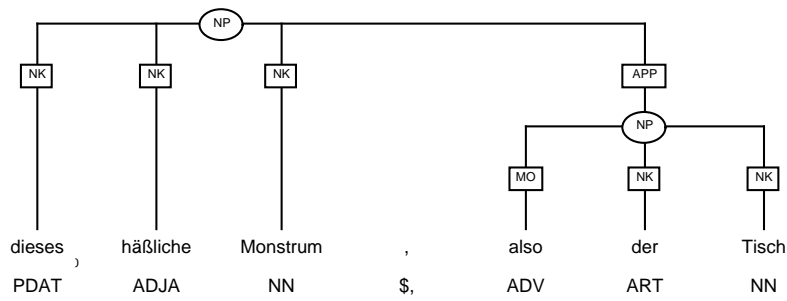 NP
NK NK NK APP
NP
MO NK NK
dieses häßliche Monstrum , also der Tisch
PDAT ADJA NN $, ADV ART NN